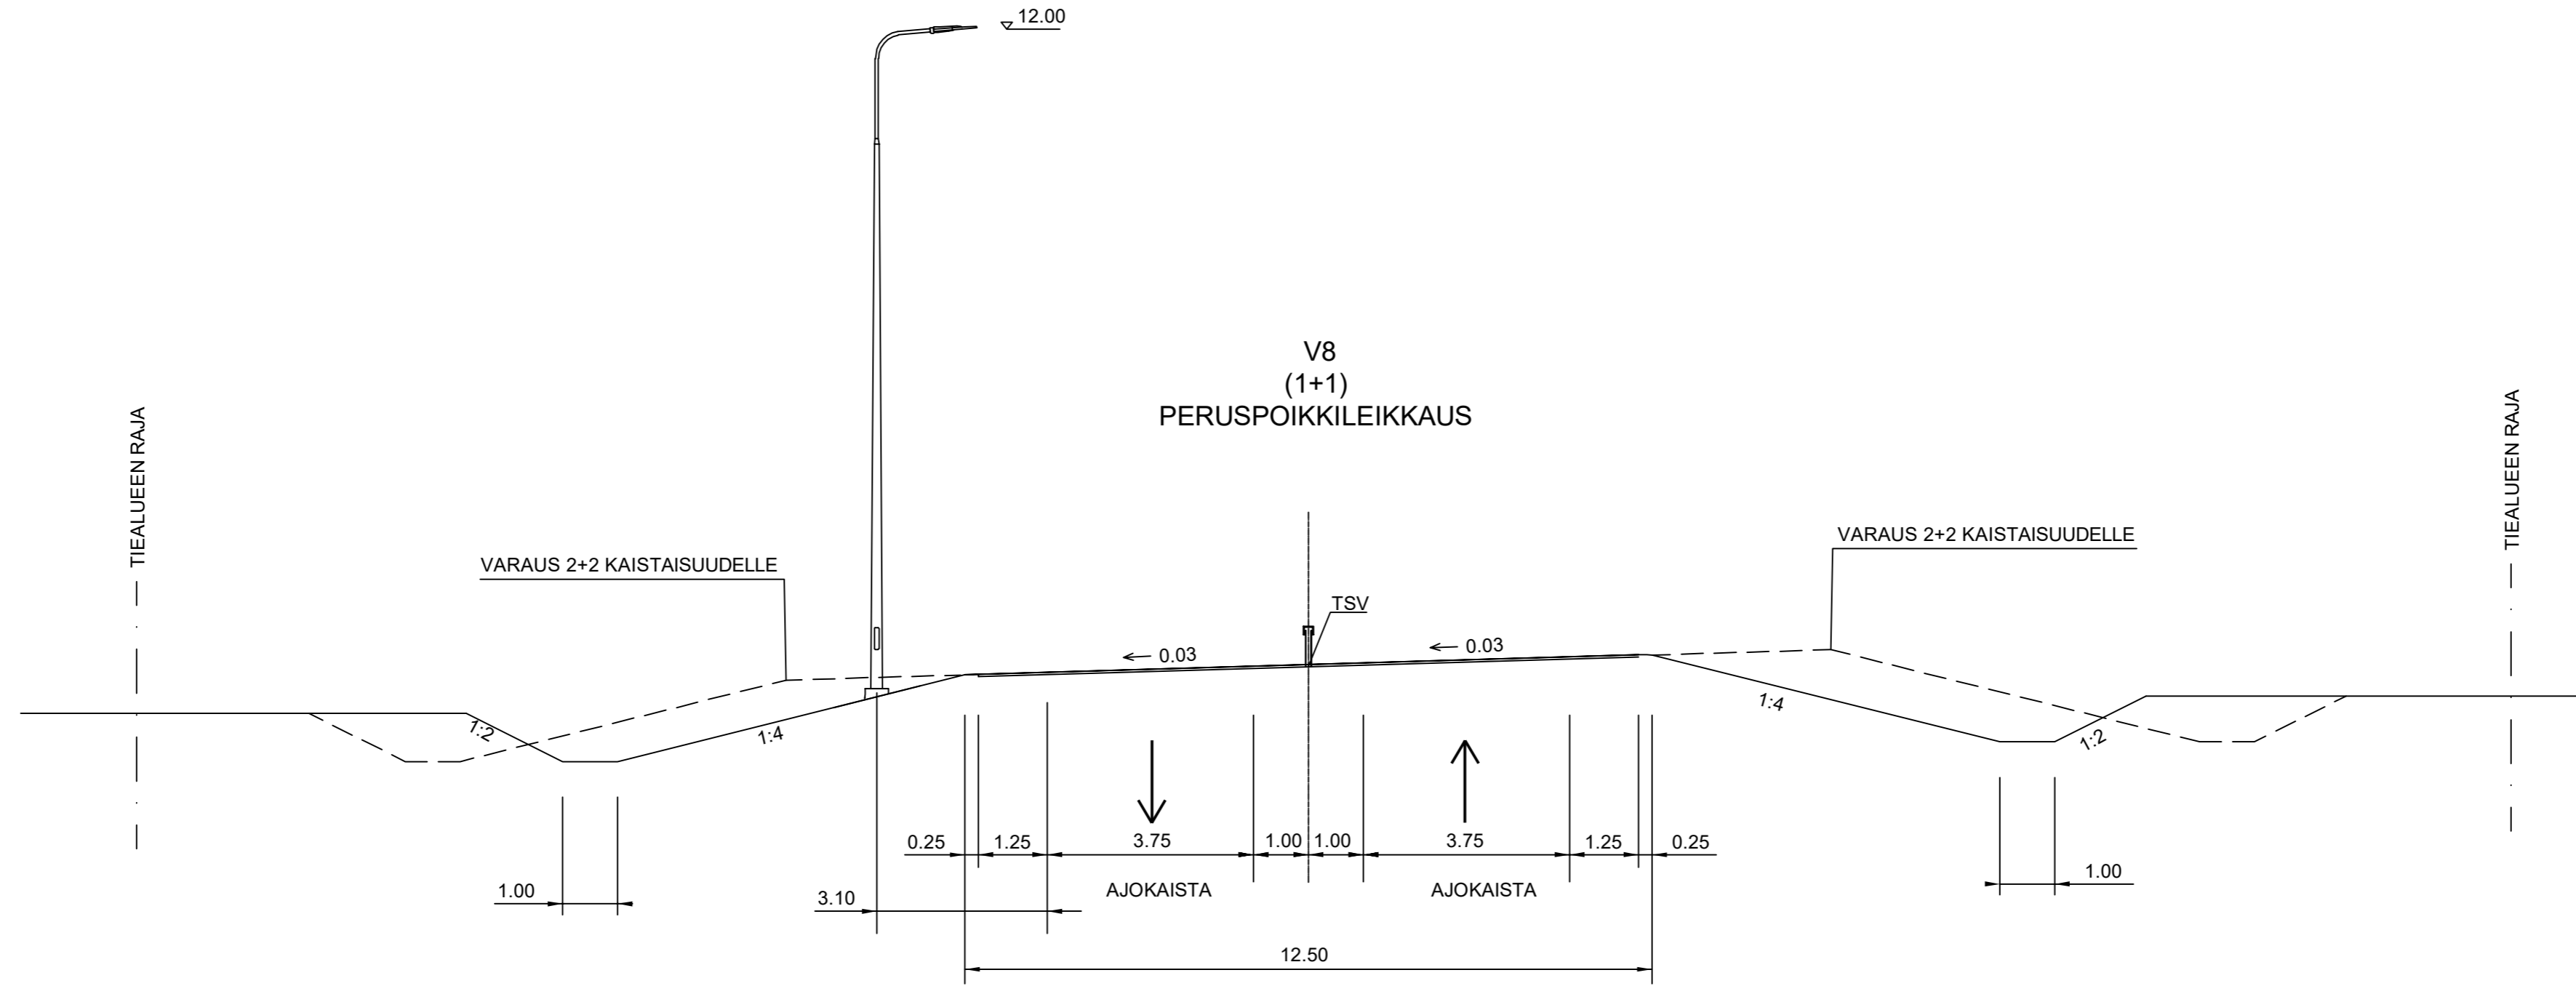 12.00
V8
(1+1)
PERUSPOIKKILEIKKAUS
TIEALUEEN RAJA
TIEALUEEN RAJA
VARAUS 2+2 KAISTAISUUDELLE
VARAUS 2+2 KAISTAISUUDELLE
TSV
0.03
0.03
1:2
1:4
1:4
1:2
0.25
1.25
3.75
1.00
1.00
3.75
1.25
0.25
1.00
3.10
AJOKAISTA
AJOKAISTA
1.00
12.50